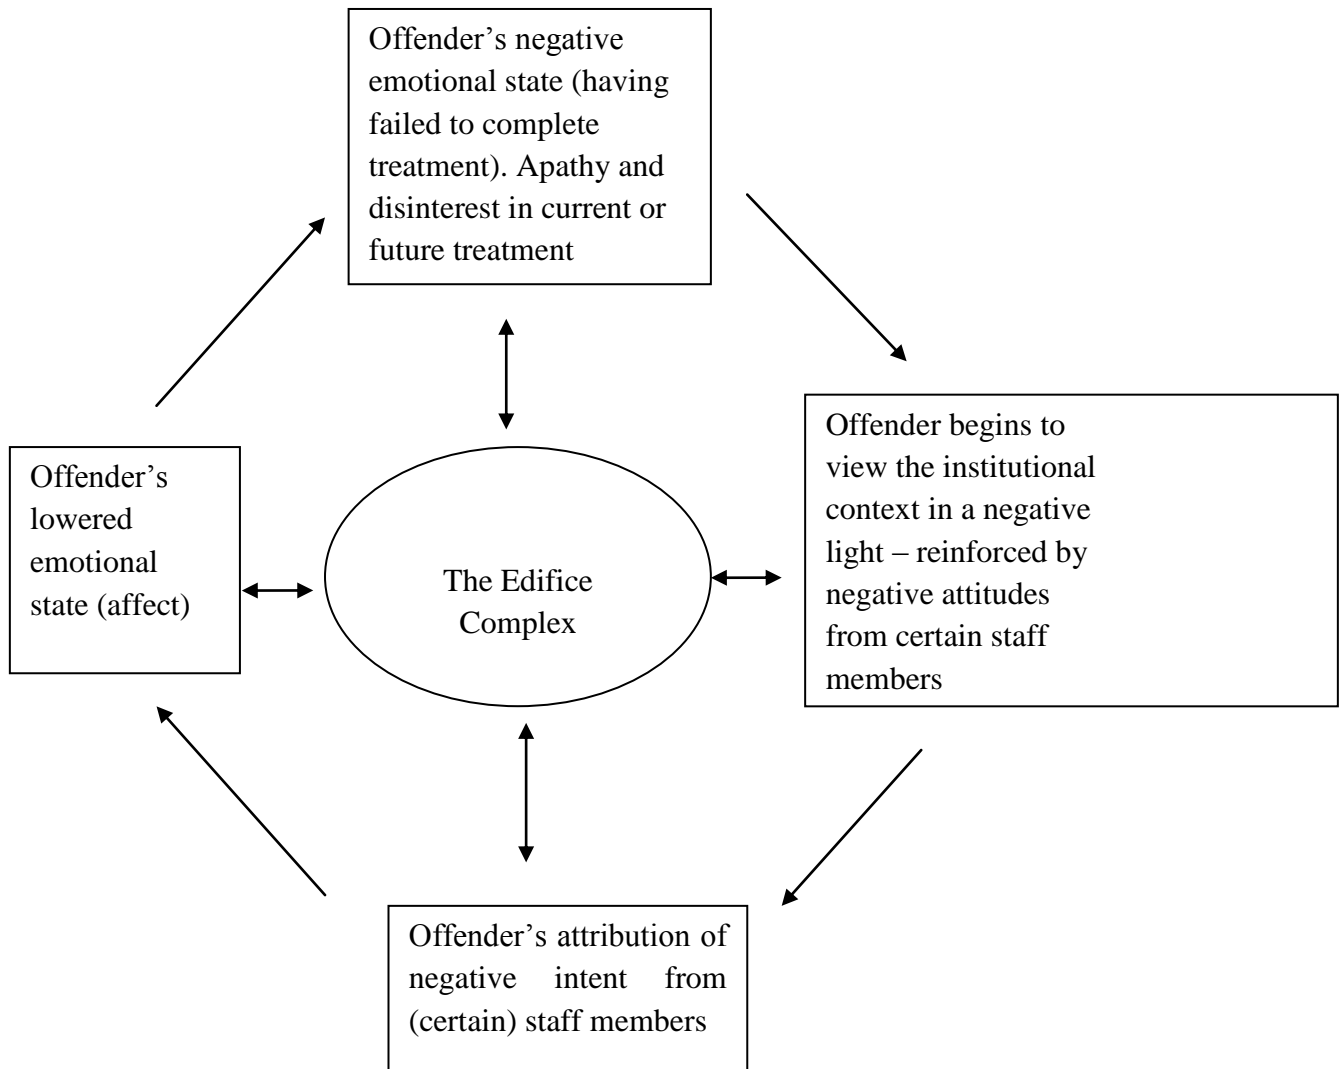 Offender’s negative
emotional state (having
failed to complete
treatment). Apathy and
disinterest in current or
future treatment
Offender’s
lowered
emotional
state (affect)
The Edifice
Complex
Offender begins to
view the institutional
context in a negative
light – reinforced by
negative attitudes
from certain staff
members
Offender’s attribution of
negative intent from
(certain) staff members